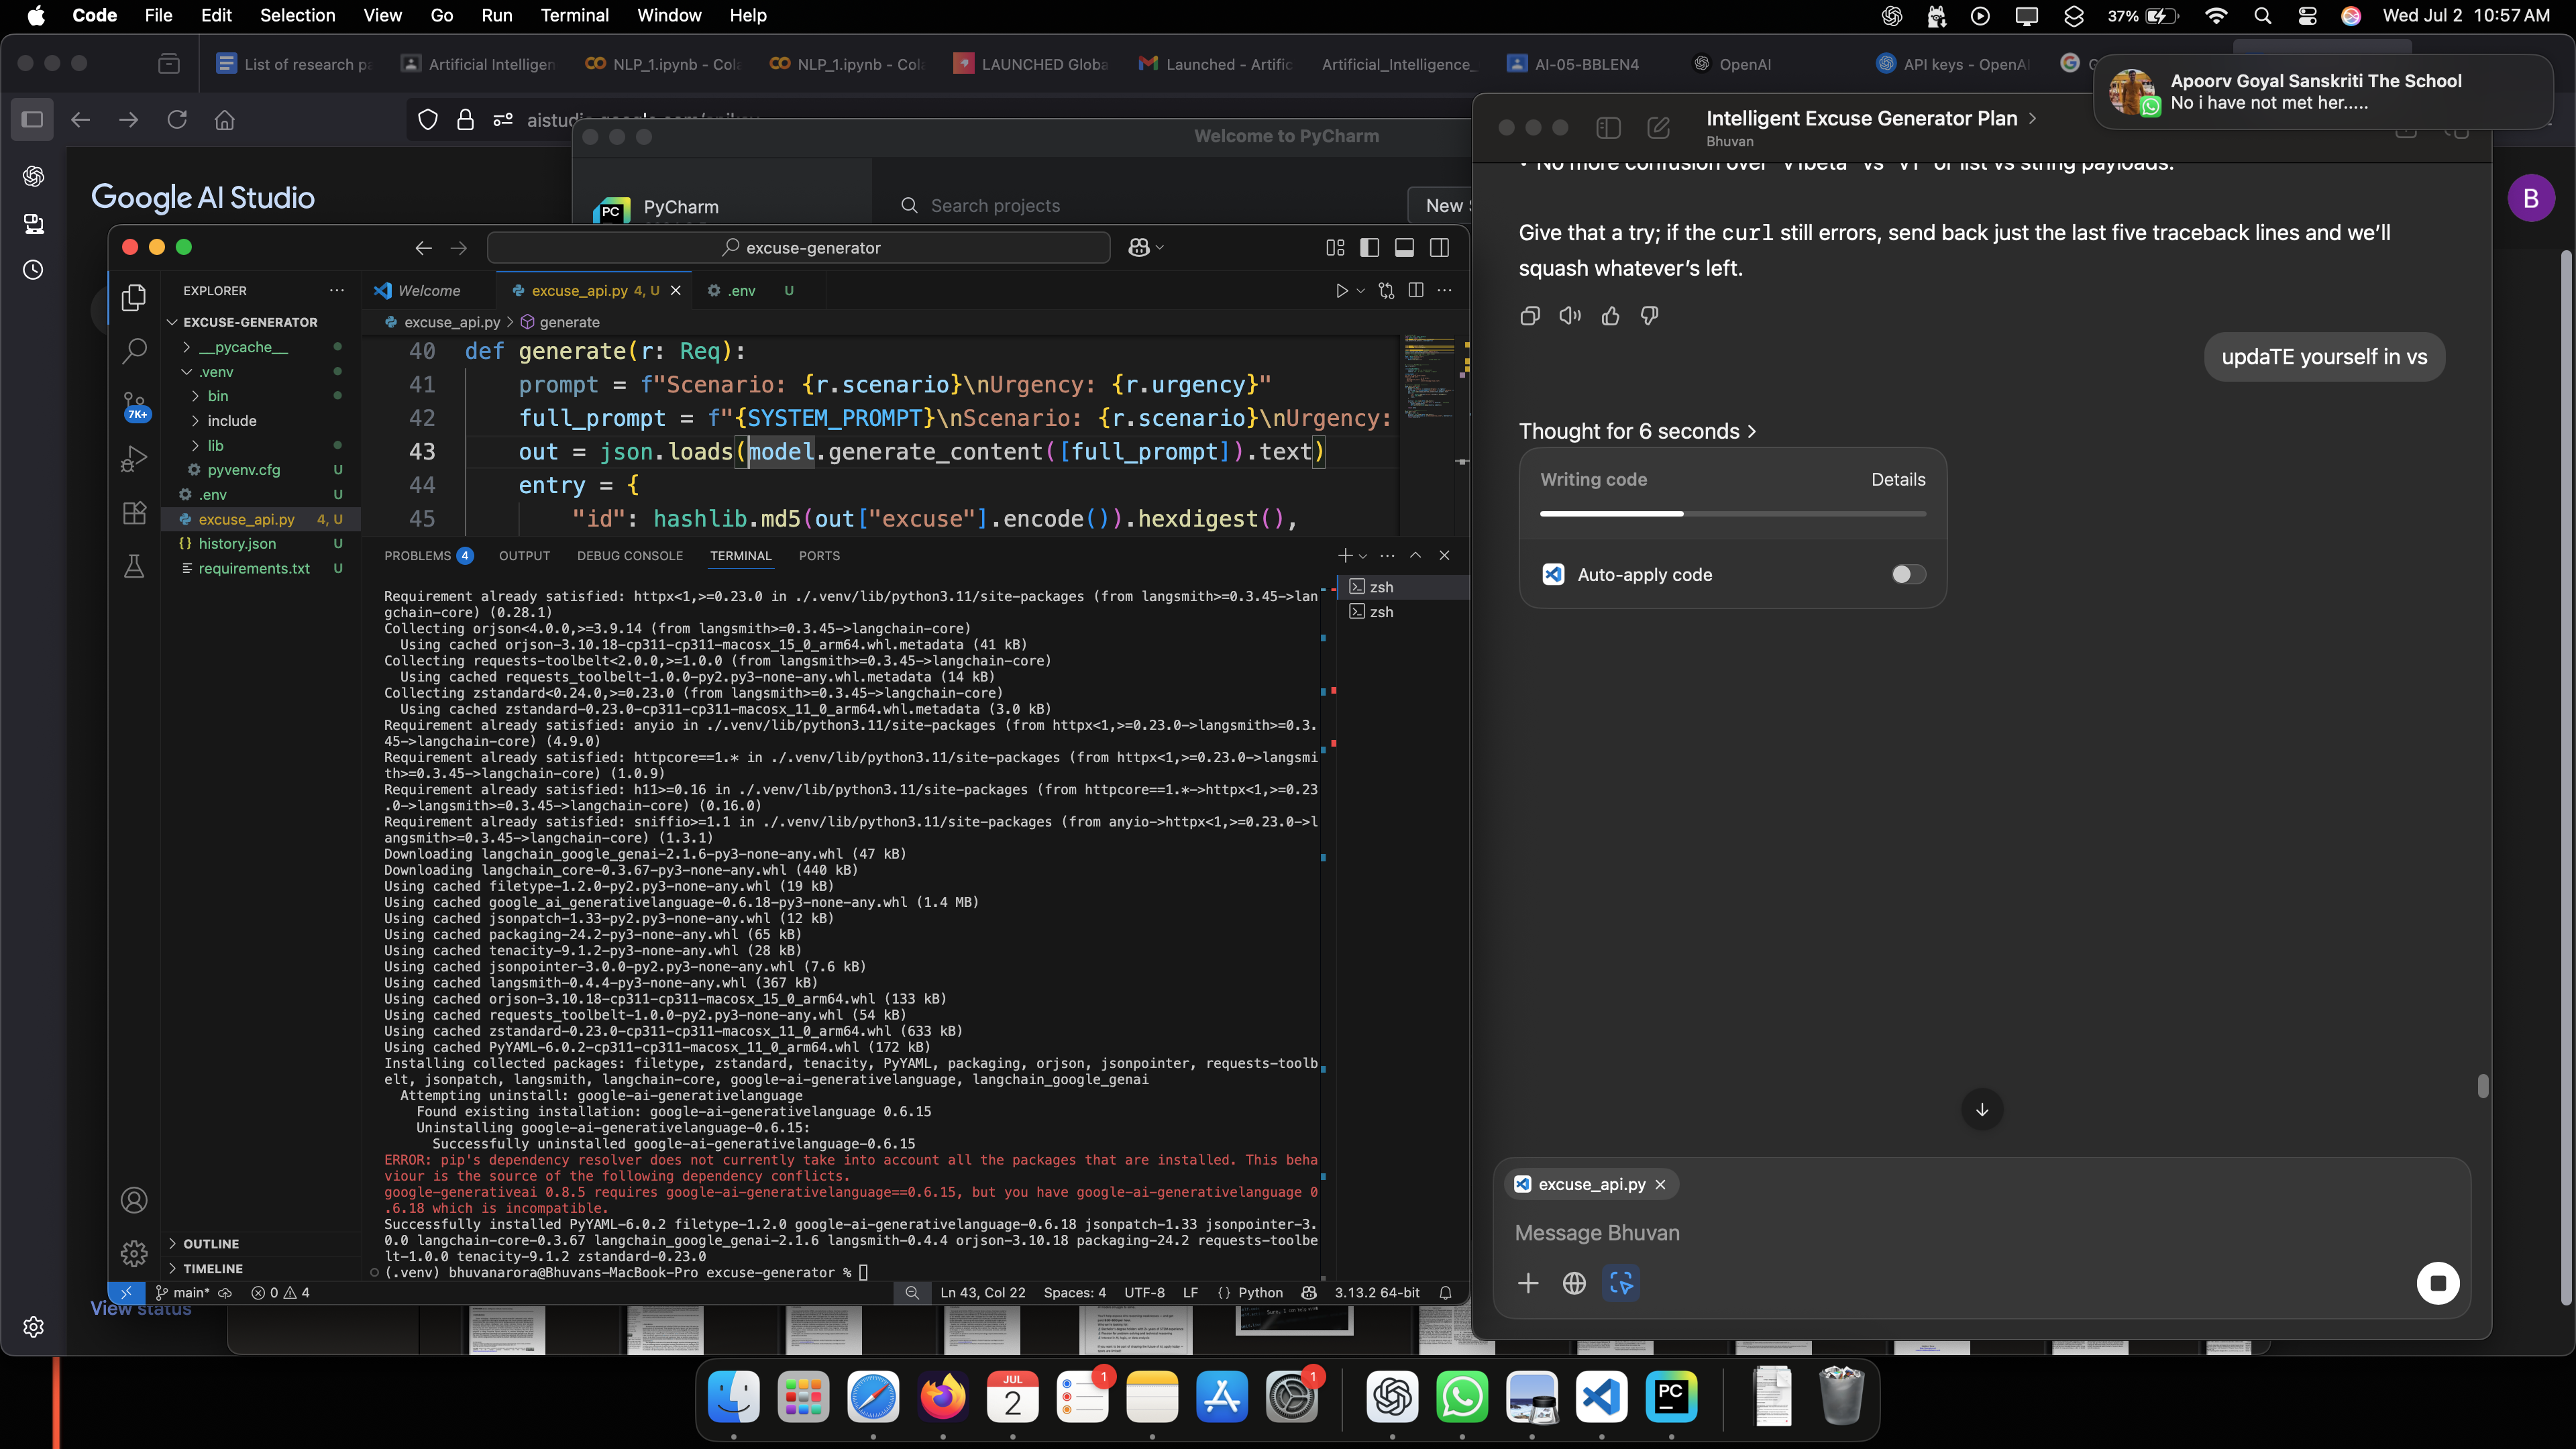 Code File Edit Selection View Go Run Terminal Window Help
37%
Wed Jul 2 10:57 AM
List of research pa
Artificial Intelligen
NLP_1.ipynb - Cola
NLP_1.ipynb - Cola
LAUNCHED Globa
Launched - Artific
Artificial_Intelligence_
AI-05-BBLEN4
OpenAI
API keys - OpenAI
Apoorv Goyal Sanskriti The School
No i have not met her.....
Google AI Studio
B
View status
Welcome to PyCharm
PC PyCharm
Search projects
New
excuse-generator
EXPLORER
Welcome
excuse_api.py 4, U
.env U
excuse_api.py > generate
EXCUSE-GENERATOR
__pycache__
.venv
bin
include
lib
pyvenv.cfg U
.env U
excuse_api.py 4, U
history.json U
requirements.txt U
7K+
OUTLINE
TIMELINE
40 def generate(r: Req):
41 prompt = f"Scenario: {r.scenario}\nUrgency: {r.urgency}"
42 full_prompt = f"{SYSTEM_PROMPT}\nScenario: {r.scenario}\nUrgency:
43 out = json.loads(model.generate_content([full_prompt]).text)
44 entry = {
45 "id": hashlib.md5(out["excuse"].encode()).hexdigest(),
PROBLEMS 4 OUTPUT DEBUG CONSOLE TERMINAL PORTS
zsh
zsh
Requirement already satisfied: httpx<1,>=0.23.0 in ./.venv/lib/python3.11/site-packages (from langsmith>=0.3.45->lan
gchain-core) (0.28.1)
Collecting orjson<4.0.0,>=3.9.14 (from langsmith>=0.3.45->langchain-core)
Using cached orjson-3.10.18-cp311-cp311-macosx_15_0_arm64.whl.metadata (41 kB)
Collecting requests-toolbelt<2.0.0,>=1.0.0 (from langsmith>=0.3.45->langchain-core)
Using cached requests_toolbelt-1.0.0-py2.py3-none-any.whl.metadata (14 kB)
Collecting zstandard<0.24.0,>=0.23.0 (from langsmith>=0.3.45->langchain-core)
Using cached zstandard-0.23.0-cp311-cp311-macosx_11_0_arm64.whl.metadata (3.0 kB)
Requirement already satisfied: anyio in ./.venv/lib/python3.11/site-packages (from httpx<1,>=0.23.0->langsmith>=0.3.
45->langchain-core) (4.9.0)
Requirement already satisfied: httpcore==1.* in ./.venv/lib/python3.11/site-packages (from httpx<1,>=0.23.0->langsmi
th>=0.3.45->langchain-core) (1.0.9)
Requirement already satisfied: h11>=0.16 in ./.venv/lib/python3.11/site-packages (from httpcore==1.*->httpx<1,>=0.23
.0->langsmith>=0.3.45->langchain-core) (0.16.0)
Requirement already satisfied: sniffio>=1.1 in ./.venv/lib/python3.11/site-packages (from anyio->httpx<1,>=0.23.0->l
angsmith>=0.3.45->langchain-core) (1.3.1)
Downloading langchain_google_genai-2.1.6-py3-none-any.whl (47 kB)
Downloading langchain_core-0.3.67-py3-none-any.whl (440 kB)
Using cached filetype-1.2.0-py2.py3-none-any.whl (19 kB)
Using cached google_ai_generativelanguage-0.6.18-py3-none-any.whl (1.4 MB)
Using cached jsonpatch-1.33-py2.py3-none-any.whl (12 kB)
Using cached packaging-24.2-py3-none-any.whl (65 kB)
Using cached tenacity-9.1.2-py3-none-any.whl (28 kB)
Using cached jsonpointer-3.0.0-py2.py3-none-any.whl (7.6 kB)
Using cached langsmith-0.4.4-py3-none-any.whl (367 kB)
Using cached orjson-3.10.18-cp311-cp311-macosx_15_0_arm64.whl (133 kB)
Using cached requests_toolbelt-1.0.0-py2.py3-none-any.whl (54 kB)
Using cached zstandard-0.23.0-cp311-cp311-macosx_11_0_arm64.whl (633 kB)
Using cached PyYAML-6.0.2-cp311-cp311-macosx_11_0_arm64.whl (172 kB)
Installing collected packages: filetype, zstandard, tenacity, PyYAML, packaging, orjson, jsonpointer, requests-toolb
elt, jsonpatch, langsmith, langchain-core, google-ai-generativelanguage, langchain_google_genai
Attempting uninstall: google-ai-generativelanguage
Found existing installation: google-ai-generativelanguage 0.6.15
Uninstalling google-ai-generativelanguage-0.6.15:
Successfully uninstalled google-ai-generativelanguage-0.6.15
ERROR: pip's dependency resolver does not currently take into account all the packages that are installed. This beha
viour is the source of the following dependency conflicts.
google-generativeai 0.8.5 requires google-ai-generativelanguage==0.6.15, but you have google-ai-generativelanguage 0
.6.18 which is incompatible.
Successfully installed PyYAML-6.0.2 filetype-1.2.0 google-ai-generativelanguage-0.6.18 jsonpatch-1.33 jsonpointer-3.
0.0 langchain-core-0.3.67 langchain_google_genai-2.1.6 langsmith-0.4.4 orjson-3.10.18 packaging-24.2 requests-toolbe
lt-1.0.0 tenacity-9.1.2 zstandard-0.23.0
(.venv) bhuvanarora@Bhuvans-MacBook-Pro excuse-generator %
main* 0 4
Ln 43, Col 22 Spaces: 4 UTF-8 LF {} Python 3.13.2 64-bit
Intelligent Excuse Generator Plan >
Bhuvan
Give that a try; if the curl still errors, send back just the last five traceback lines and we’ll
squash whatever’s left.
updaTE yourself in vs
Thought for 6 seconds >
Writing code Details
Auto-apply code
excuse_api.py
Message Bhuvan
JUL
2
1
1
PC